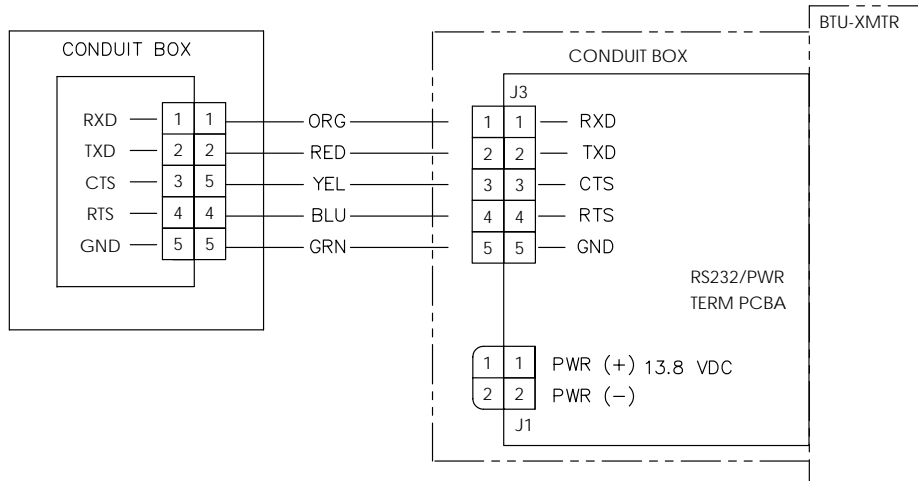 BTU-XMTR
CONDUIT BOX
CONDUIT BOX
J3
RXD 1 1 ORG 1 1 RXD
TXD 2 2 RED 2 2 TXD
CTS 3 5 YEL 3 3 CTS
RTS 4 4 BLU 4 4 RTS
GND 5 5 GRN 5 5 GND
RS232/PWR
TERM PCBA
1 1 PWR (+) 13.8 VDC
2 2 PWR (−)
J1